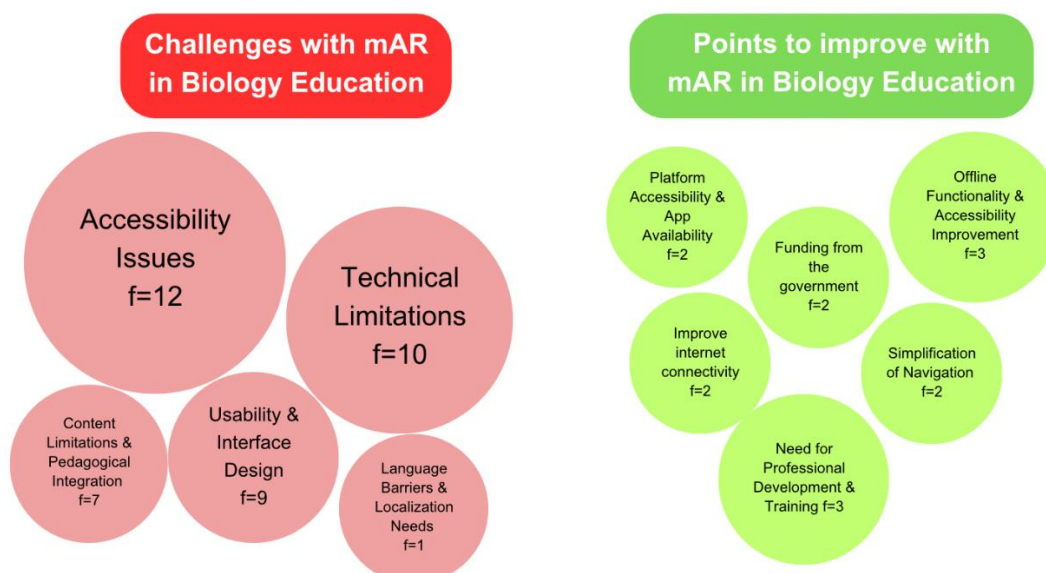 Challenges with mAR
in Biology Education
Accessibility
Issues
f=12
Technical
Limitations
f=10
Content
Limitations &
Pedagogical
Integration
f=7
Usability &
Interface
Design
f=9
Language
Barriers &
Localization
Needs
f=1
Points to improve with
mAR in Biology Education
Platform
Accessibility &
App
Availability
f=2
Offline
Functionality &
Accessibility
Improvement
f=3
Funding from
the
government
f=2
Improve
internet
connectivity
f=2
Simplification
of Navigation
f=2
Need for
Professional
Development &
Training f=3